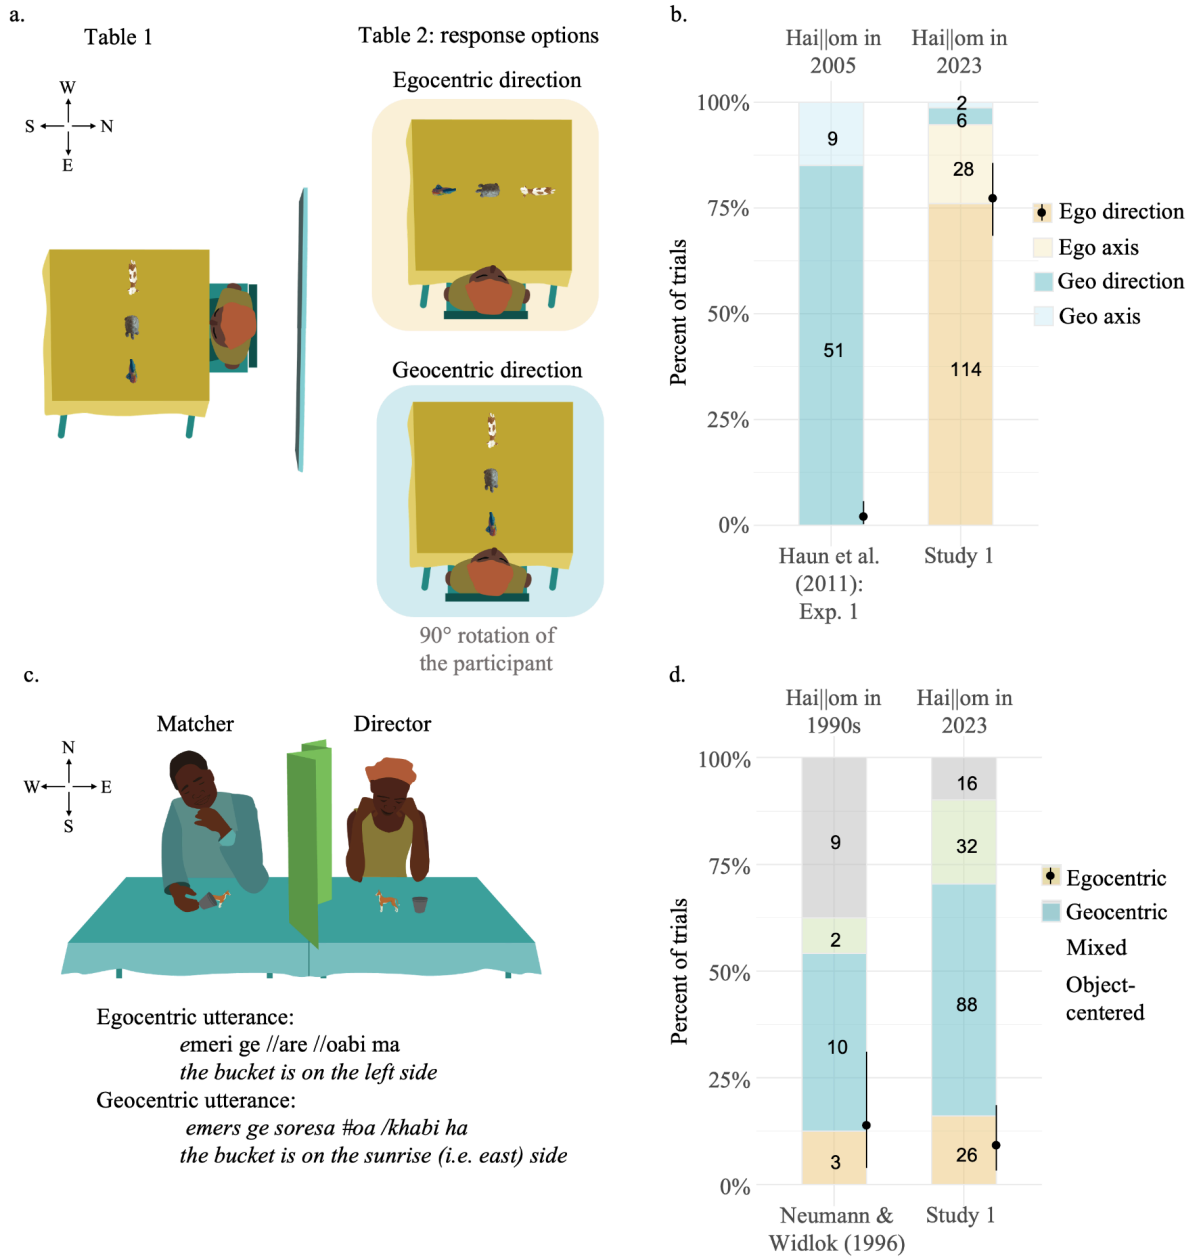 a.
Table 1
Table 2: response options
W
S
N
E
Egocentric direction
Geocentric direction
90° rotation of
the participant
b.
Hai||om in
2005
Hai||om in
2023
Percent of trials
100%
75%
50%
25%
0%
9
51
2
6
28
114
Haun et al.
(2011):
Exp. 1
Study 1
Ego direction
Ego axis
Geo direction
Geo axis
c.
Matcher
Director
N
W
E
S
Egocentric utterance:
emeri ge //are //oabi ma
the bucket is on the left side
Geocentric utterance:
emers ge soresa #oa /khabi ha
the bucket is on the sunrise (i.e. east) side
d.
Hai||om in
1990s
Hai||om in
2023
Percent of trials
100%
75%
50%
25%
0%
9
2
10
3
16
32
88
26
Neumann &
Widlok (1996)
Study 1
Egocentric
Geocentric
Mixed
Object-
centered